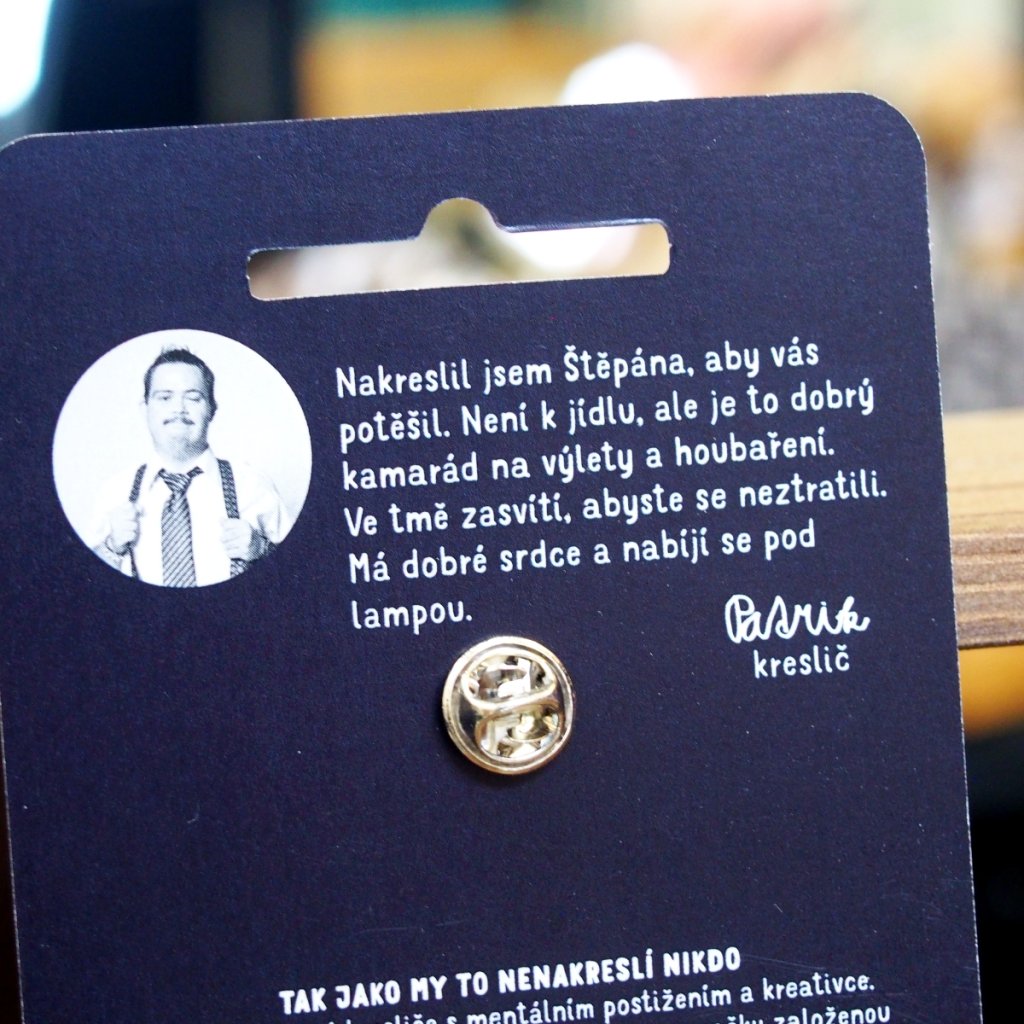 Nakreslil jsem Štěpána, aby vás
potěšil. Není k jídlu, ale je to dobrý
kamarád na výlety a houbaření.
Ve tmě zasvítí, abyste se neztratili.
Má dobré srdce a nabíjí se pod
lampou.
Patrik
kreslič
TAK JAKO MY TO NENAKRESLÍ NIKDO
s mentálním postižením a kreativce.
založenou